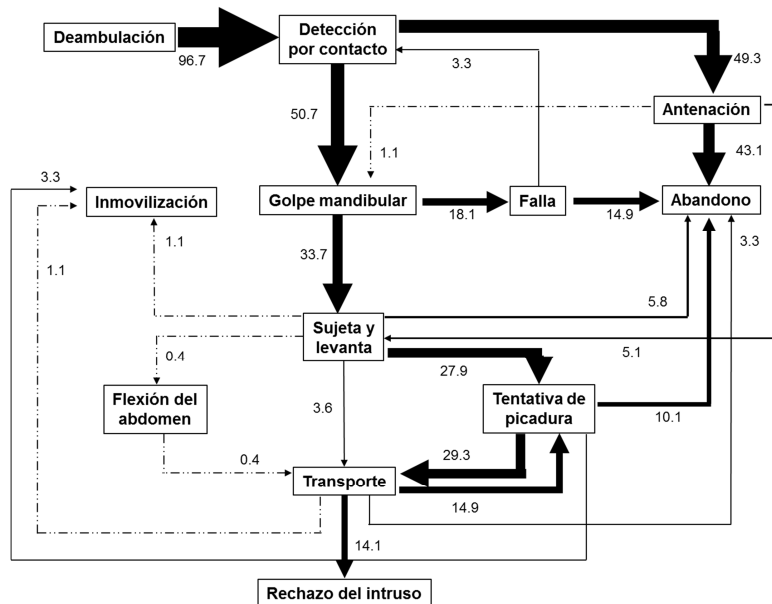 Deambulación
96.7
Detección
por contacto
3.3
49.3
50.7
Antenación
1.1
43.1
3.3
Inmovilización
Golpe mandibular
18.1
Falla
14.9
Abandono
3.3
1.1
1.1
33.7
5.8
Sujeta y
levanta
5.1
0.4
27.9
Flexión del
abdomen
3.6
Tentativa de
picadura
10.1
0.4
29.3
Transporte
14.9
14.1
Rechazo del intruso